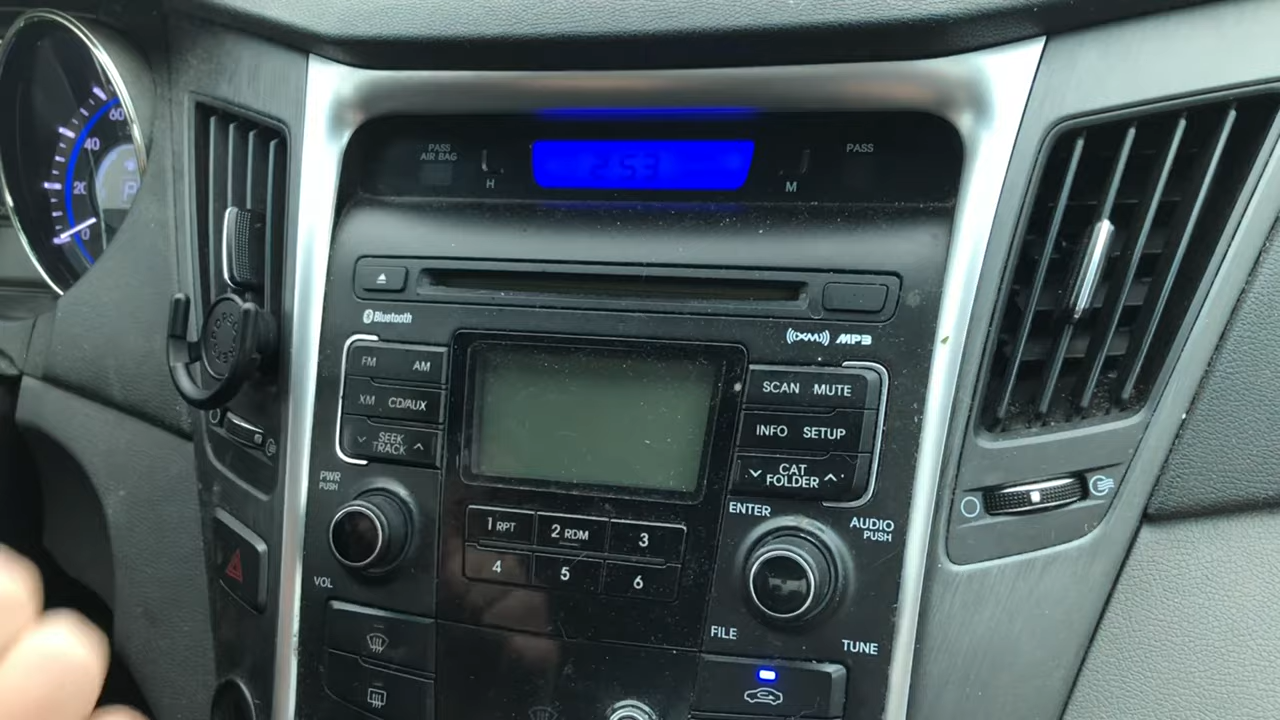 60
40
20
0
P
PASS
AIR BAG
H
2:53
M
PASS
Bluetooth
((XM)) MP3
FM AM
XM CD/AUX
SEEK
TRACK
SCAN MUTE
INFO SETUP
CAT
FOLDER
PWR
PUSH
VOL
1 RPT 2 RDM 3
4 5 6
ENTER
AUDIO
PUSH
FILE
TUNE